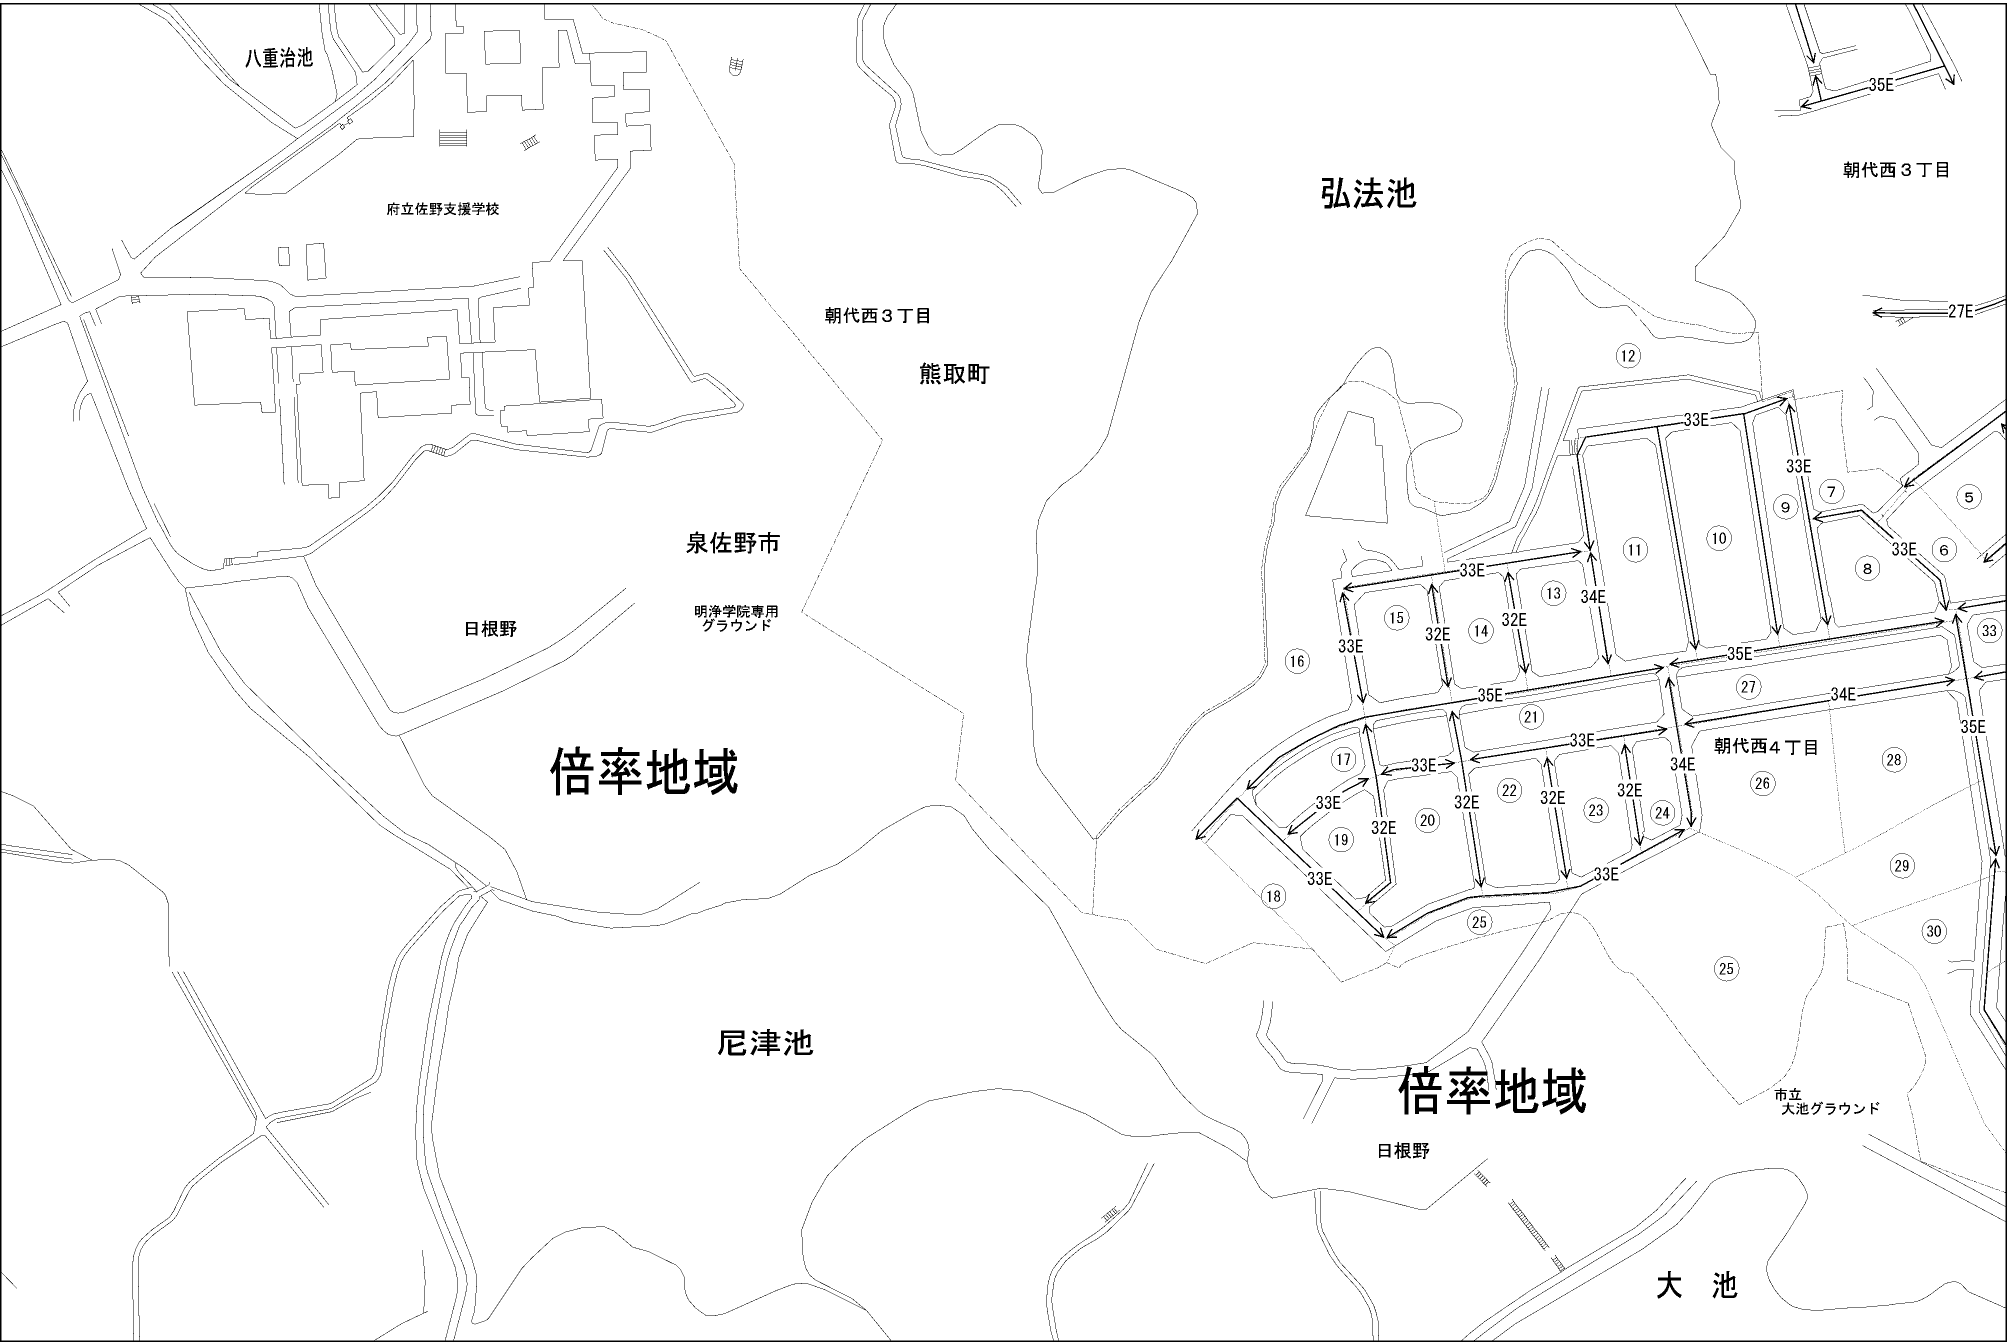 八重治池
35E
朝代西３丁目
弘法池
府立佐野支援学校
朝代西３丁目
27E
熊取町
⑫
33E
33E
⑦
⑤
⑨
泉佐野市
⑩
⑪
33E
⑥
⑧
33E
⑬
34E
明浄学院専用
グラウンド
日根野
⑮
⑭
32E
32E
33
33E
⑯
35E
35E
⑰
21
27
34E
朝代西４丁目
35E
33E
倍率地域
33E
34E
28
26
22
32E
32E
32E
33E
23
24
⑳
32E
⑲
33E
33E
29
⑱
25
30
25
尼津池
倍率地域
市立
大池グラウンド
日根野
大　池